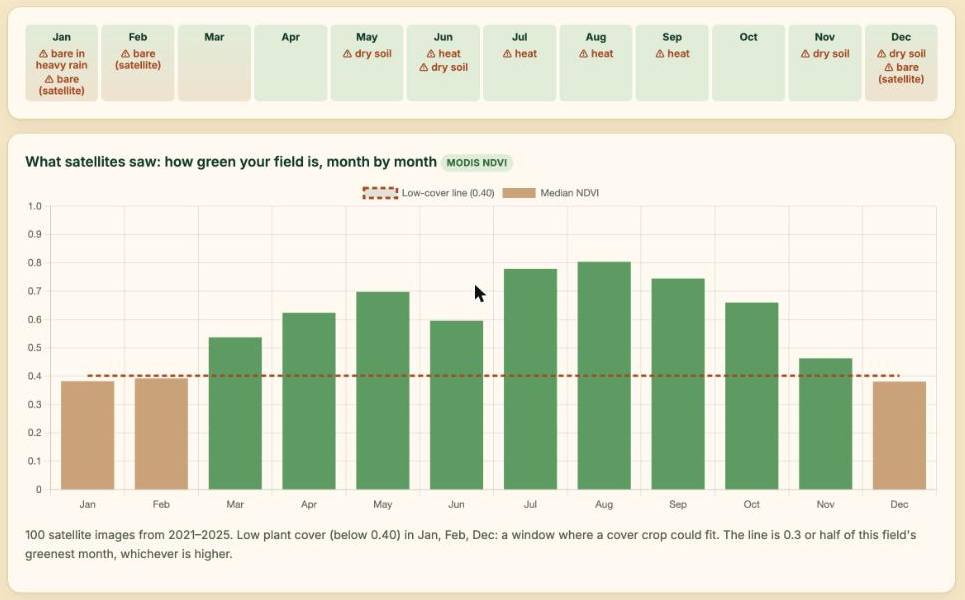 Jan Feb Mar Apr May Jun Jul Aug Sep Oct Nov Dec
⚠ bare in heavy rain
⚠ bare (satellite)
⚠ bare (satellite)
⚠ dry soil
⚠ heat
⚠ dry soil
⚠ heat
⚠ heat
⚠ heat
⚠ dry soil
⚠ dry soil
⚠ bare (satellite)
What satellites saw: how green your field is, month by month MODIS NDVI
Low-cover line (0.40) Median NDVI
1.0
0.9
0.8
0.7
0.6
0.5
0.4
0.3
0.2
0.1
0
Jan Feb Mar Apr May Jun Jul Aug Sep Oct Nov Dec
100 satellite images from 2021–2025. Low plant cover (below 0.40) in Jan, Feb, Dec: a window where a cover crop could fit. The line is 0.3 or half of this field's
greenest month, whichever is higher.